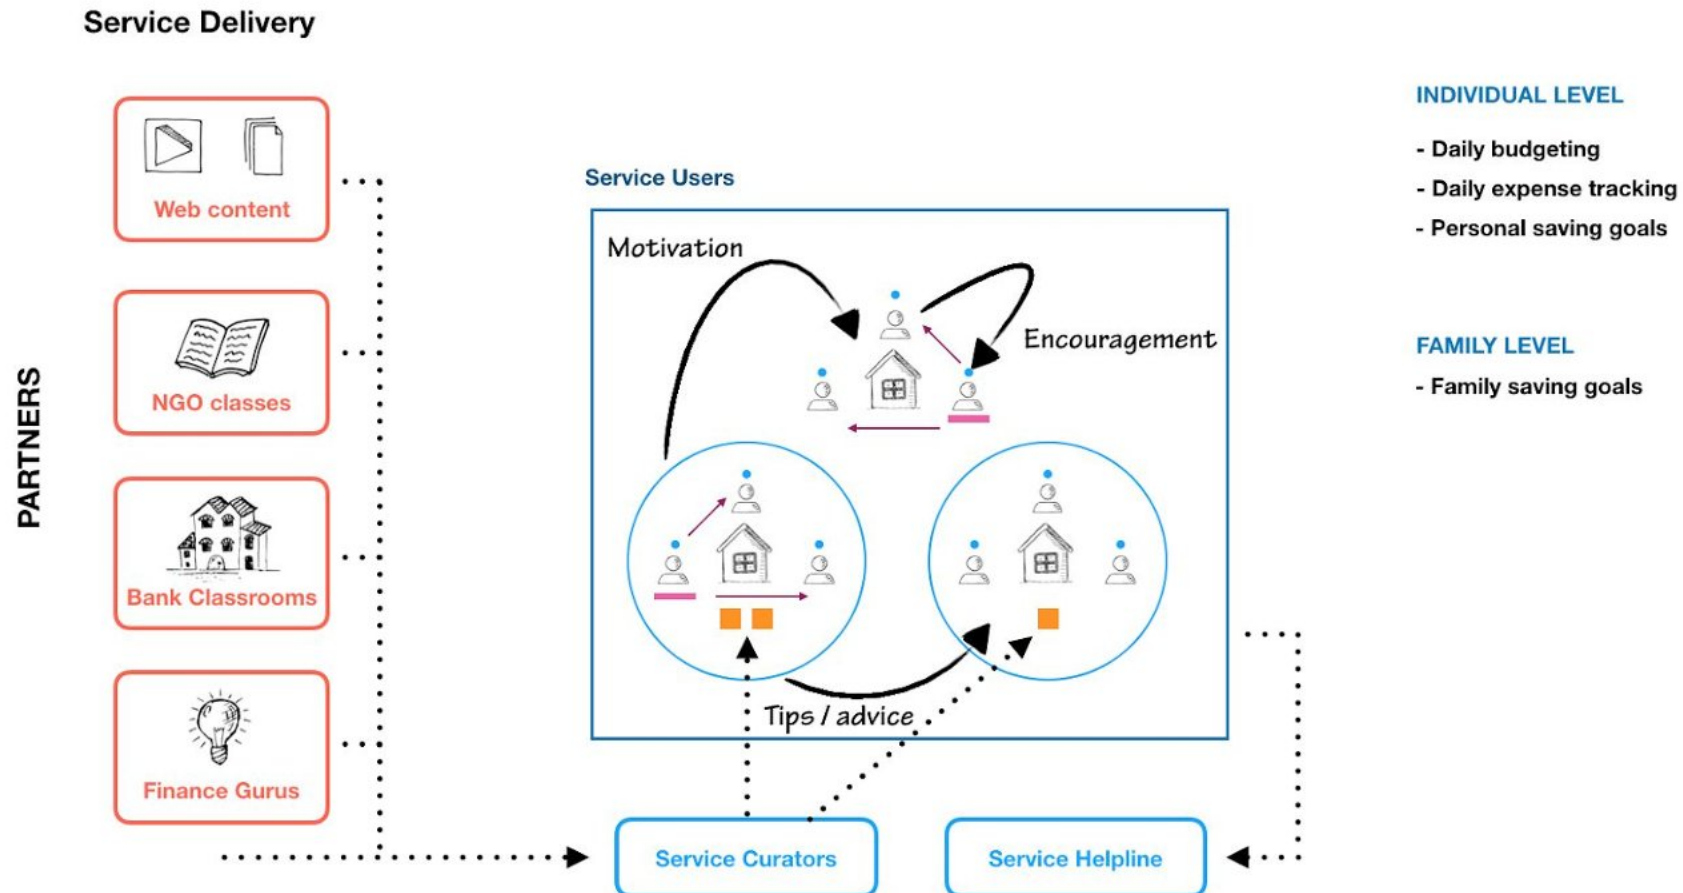 Service Delivery
PARTNERS
Web content
NGO classes
Bank Classrooms
Finance Gurus
Service Users
Motivation
Encouragement
Tips / advice
Service Curators
Service Helpline
INDIVIDUAL LEVEL
- Daily budgeting
- Daily expense tracking
- Personal saving goals
FAMILY LEVEL
- Family saving goals